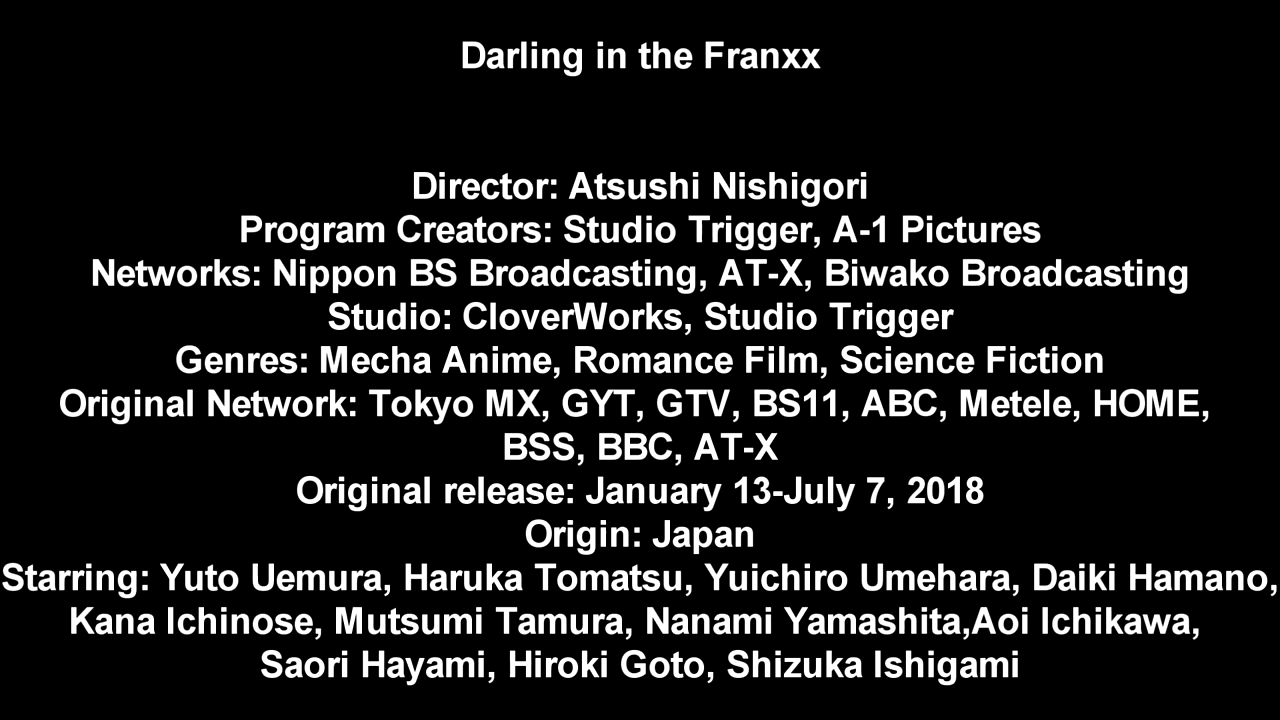 Darling in the Franxx
Director: Atsushi Nishigori
Program Creators: Studio Trigger, A-1 Pictures
Networks: Nippon BS Broadcasting, AT-X, Biwako Broadcasting
Studio: CloverWorks, Studio Trigger
Genres: Mecha Anime, Romance Film, Science Fiction
Original Network: Tokyo MX, GYT, GTV, BS11, ABC, Metele, HOME,
BSS, BBC, AT-X
Original release: January 13-July 7, 2018
Origin: Japan
Starring: Yuto Uemura, Haruka Tomatsu, Yuichiro Umehara, Daiki Hamano,
Kana Ichinose, Mutsumi Tamura, Nanami Yamashita,Aoi Ichikawa,
Saori Hayami, Hiroki Goto, Shizuka Ishigami